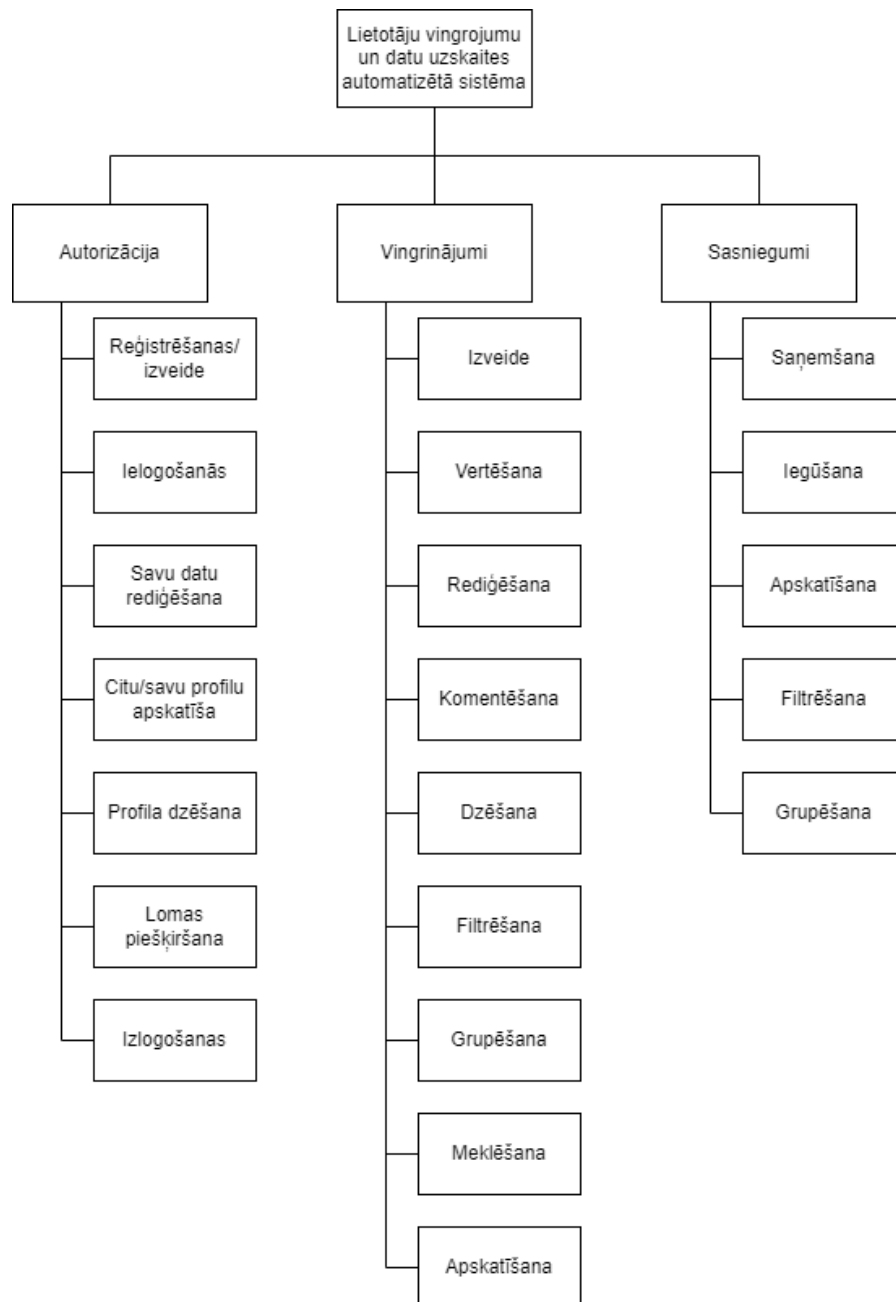 Lietotāju vingrojumu
un datu uzskaites
automatizētā sistēma
Autorizācija
Vingrinājumi
Sasniegumi
Reģistrēšanas/
izveide
Ielogošanās
Savu datu
rediģēšana
Citu/savu profilu
apskatīša
Profila dzēšana
Lomas
piešķiršana
Izlogošanas
Izveide
Vertēšana
Rediģēšana
Komentēšana
Dzēšana
Filtrēšana
Grupēšana
Meklēšana
Apskatīšana
Saņemšana
Iegūšana
Apskatīšana
Filtrēšana
Grupēšana